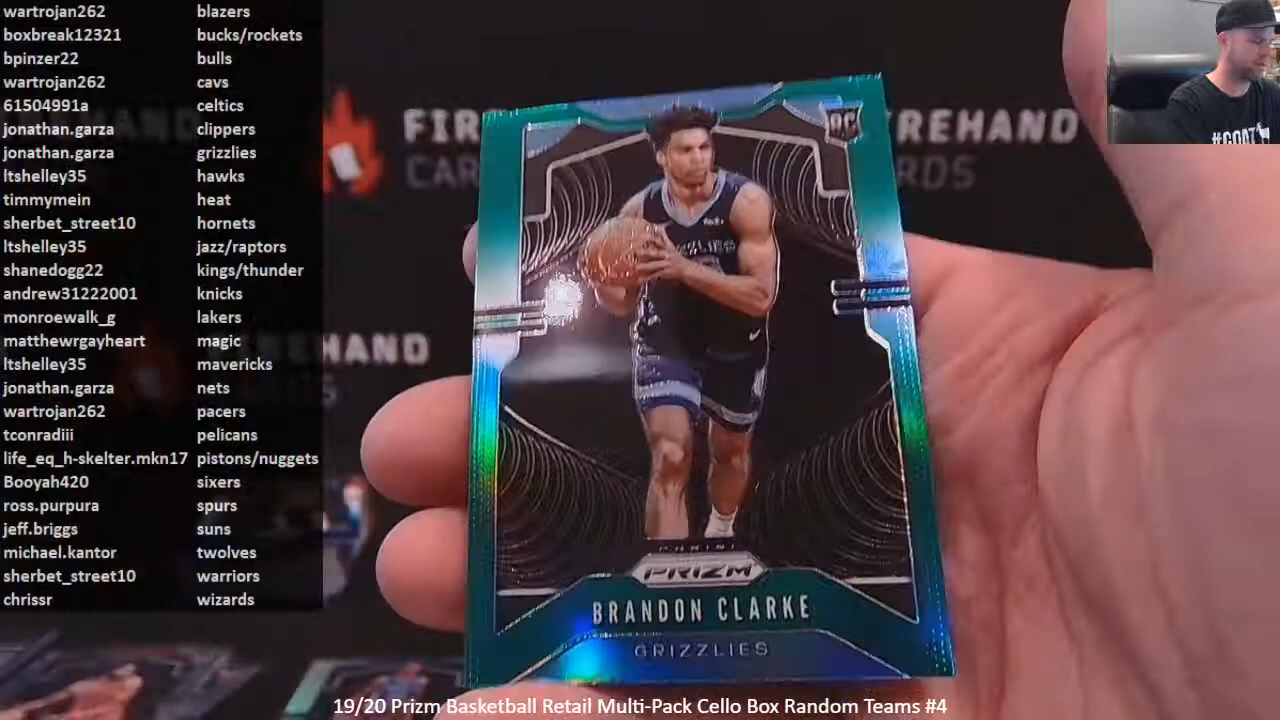 wartrojan262 blazers
boxbreak12321 bucks/rockets
bpinzer22 bulls
wartrojan262 cavs
61504991a celtics
jonathan.garza clippers
jonathan.garza grizzlies
ltshelley35 hawks
timmymein heat
sherbet_street10 hornets
ltshelley35 jazz/raptors
shanedogg22 kings/thunder
andrew31222001 knicks
monroewalk_g lakers
matthewrgayheart magic
ltshelley35 mavericks
jonathan.garza nets
wartrojan262 pacers
tconradiii pelicans
life_eq_h-skelter.mkn17 pistons/nuggets
Booyah420 sixers
ross.purpura spurs
jeff.briggs suns
michael.kantor twolves
sherbet_street10 warriors
chrissr wizards
RC
PANINI
PRIZM
BRANDON CLARKE
GRIZZLIES
19/20 Prizm Basketball Retail Multi-Pack Cello Box Random Teams #4